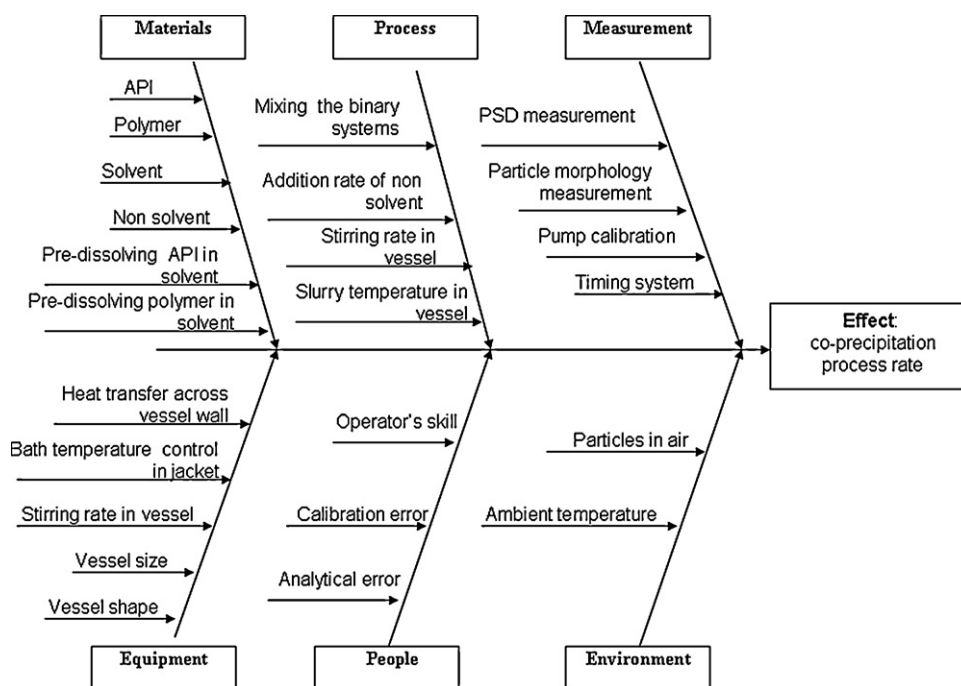 Materials
Process
Measurement
API
Polymer
Solvent
Non solvent
Pre-dissolving API in
solvent
Pre-dissolving polymer in
solvent
Mixing the binary
systems
Addition rate of non
solvent
Stirring rate in
vessel
Slurry temperature in
vessel
PSD measurement
Particle morphology
measurement
Pump calibration
Timing system
Effect:
co-precipitation
process rate
Heat transfer across
vessel wall
Bath temperature control
in jacket
Stirring rate in vessel
Vessel size
Vessel shape
Operator's skill
Calibration error
Analytical error
Particles in air
Ambient temperature
Equipment
People
Environment